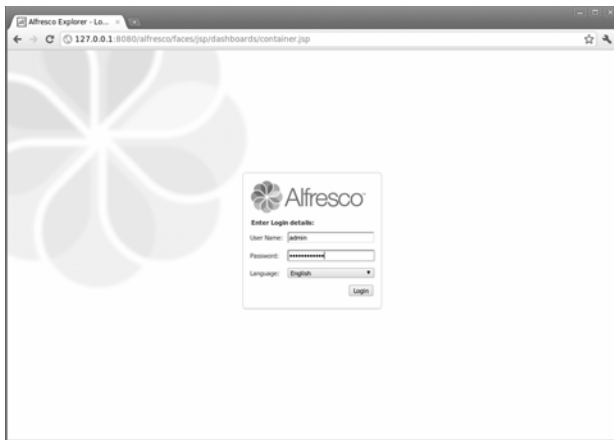 Alfresco Explorer - Lo...
127.0.0.1:8080/alfresco/faces/jsp/dashboards/container.jsp
Alfresco
Enter Login details:
User Name: admin
Password: ••••••••••••
Language: English
Login